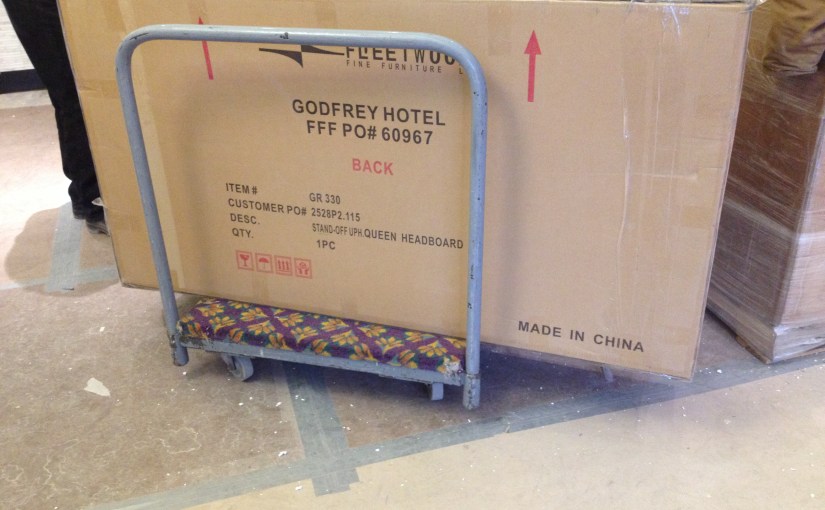 FLEETWOO
FINE FURNITURE
GODFREY HOTEL
FFF PO# 60967
BACK
ITEM # GR 330
CUSTOMER PO# 2528P2.115
DESC. STAND-OFF UPH.QUEEN HEADBOARD
QTY. 1PC
MADE IN CHINA